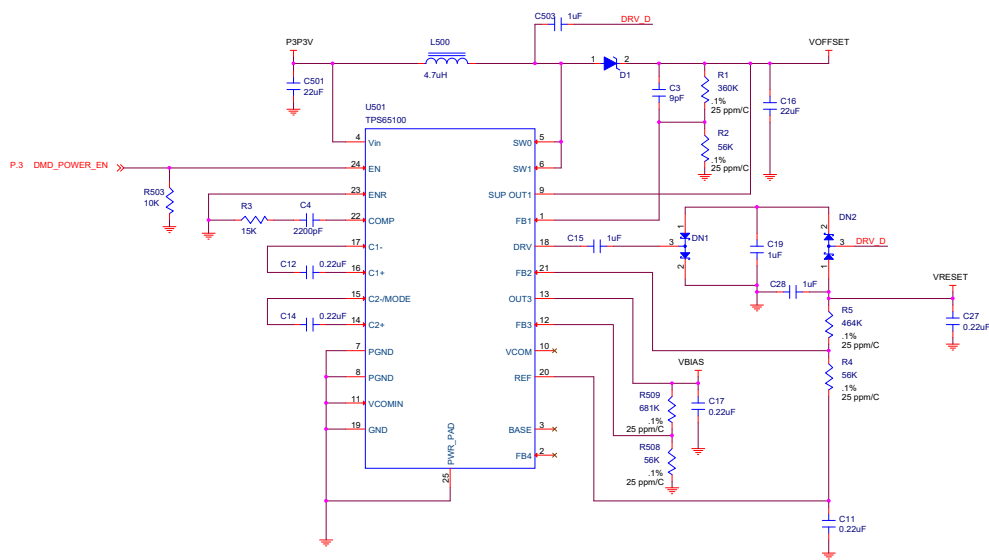 C503 1uF DRV_D
P3P3V L500 VOFFSET
1 2
C501 22uF 4.7uH D1 C3 9pF R1 360K .1% 25 ppm/C C16 22uF
U501
TPS65100
R2 56K .1% 25 ppm/C
4 Vin SW0 5
P.3 DMD_POWER_EN 24 EN SW1 6
R503 10K 23 ENR SUP OUT1 9
R3 15K C4 2200pF 22 COMP FB1 1
17 C1- DRV 18 C15 1uF 3 DN1 1 2 C19 1uF DN2 2 3 1 DRV_D
C12 0.22uF 16 C1+ FB2 21
C28 1uF VRESET
15 C2-/MODE OUT3 13
C14 0.22uF 14 C2+ FB3 12
R5 464K .1% 25 ppm/C C27 0.22uF
7 PGND VCOM 10
VBIAS
8 PGND REF 20
R4 56K .1% 25 ppm/C
11 VCOMIN
R509 681K .1% 25 ppm/C C17 0.22uF
19 GND BASE 3
PWR_PAD FB4 2
25
R508 56K .1% 25 ppm/C
C11 0.22uF